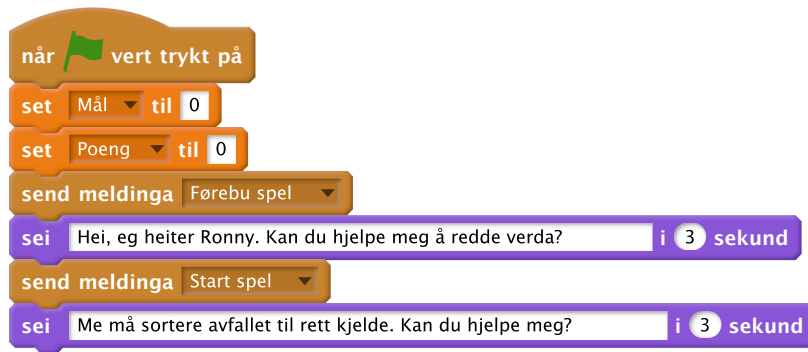 når vert trykt på
set Mål til 0
set Poeng til 0
send meldinga Førebu spel
sei Hei, eg heiter Ronny. Kan du hjelpe meg å redde verda? i 3 sekund
send meldinga Start spel
sei Me må sortere avfallet til rett kjelde. Kan du hjelpe meg? i 3 sekund